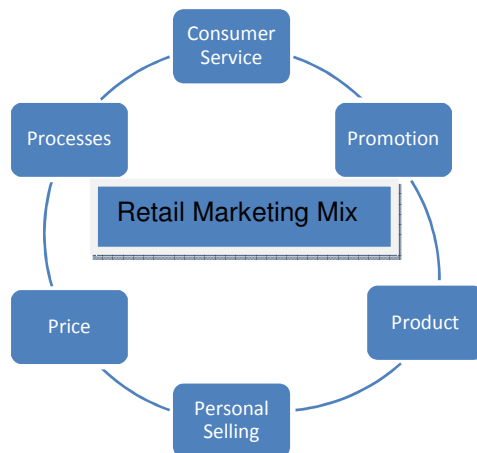 Consumer
Service
Processes
Promotion
Retail Marketing Mix
Price
Product
Personal
Selling